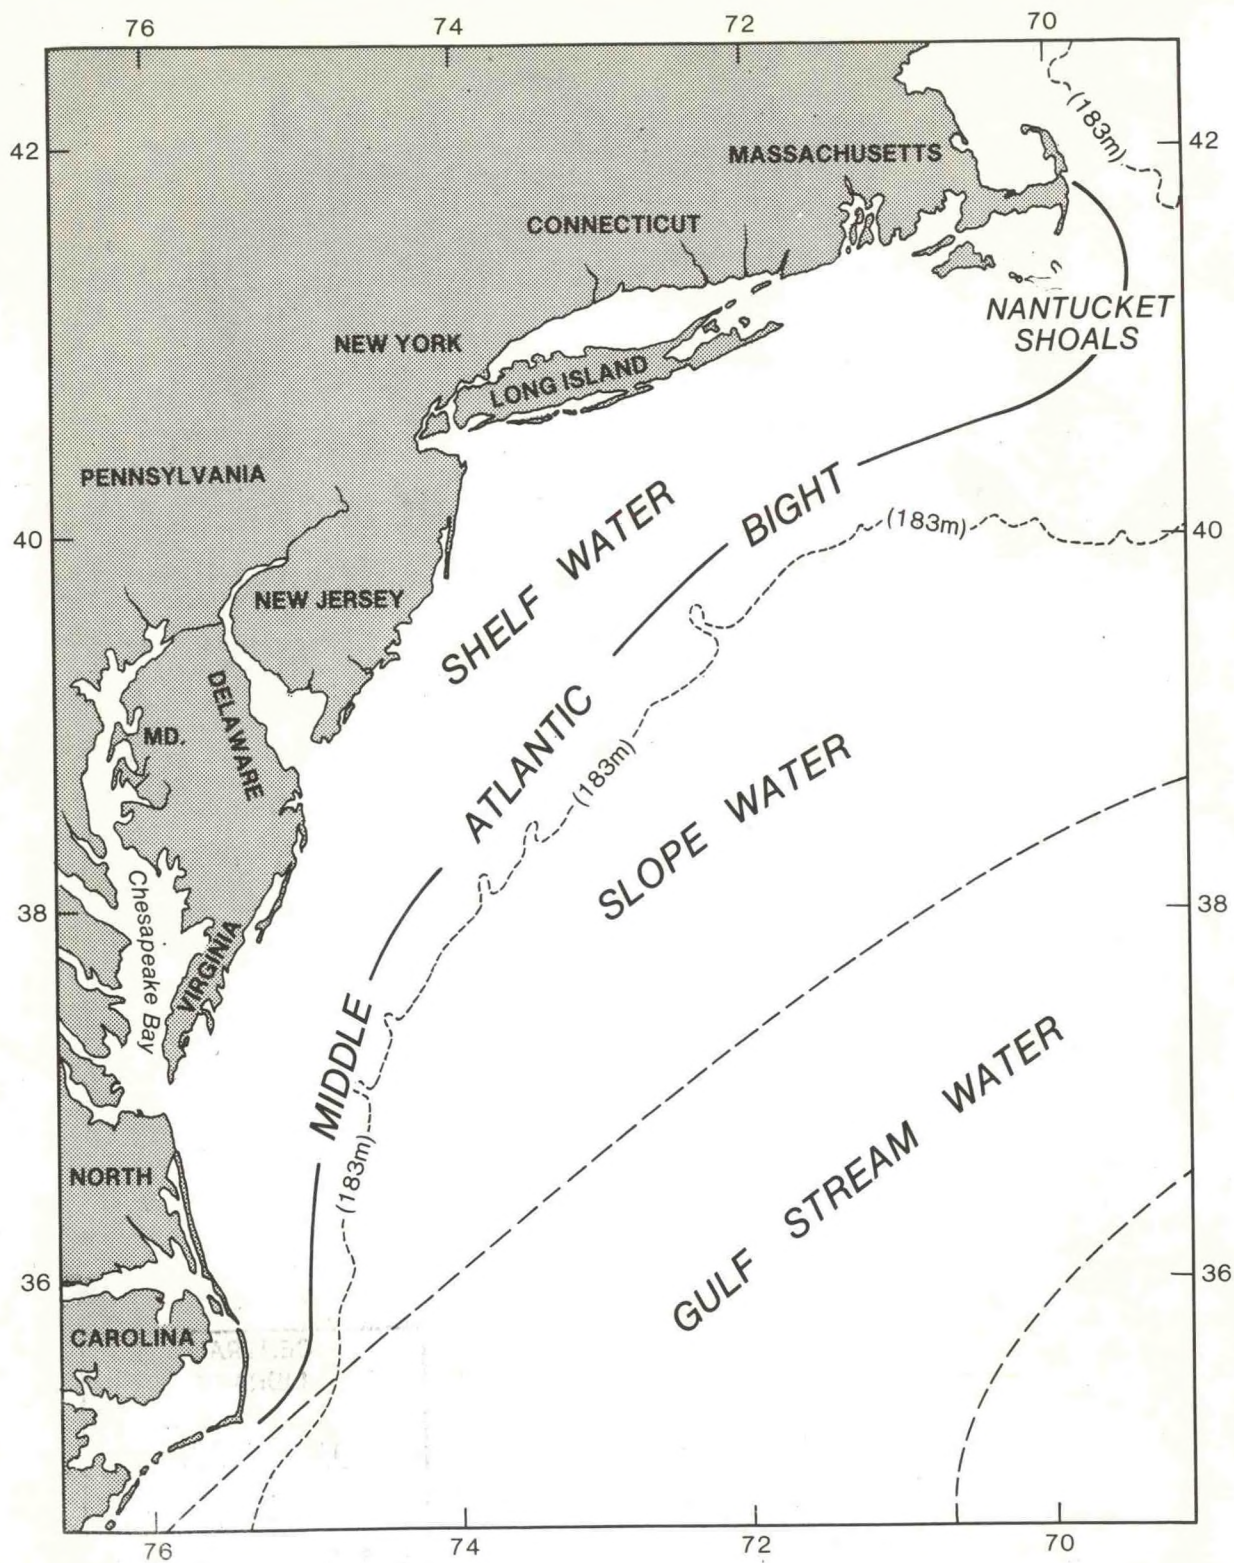 76 74 72 70
(183m)
42 42
MASSACHUSETTS
CONNECTICUT
NANTUCKET
SHOALS
NEW YORK
LONG ISLAND
PENNSYLVANIA
SHELF WATER
BIGHT
(183m)
40 40
NEW JERSEY
DELAWARE
MD.
ATLANTIC
(183m)
SLOPE WATER
Chesapeake Bay
38 38
VIRGINIA
MIDDLE
GULF STREAM WATER
(183m)
NORTH
36 36
CAROLINA
76 74 72 70